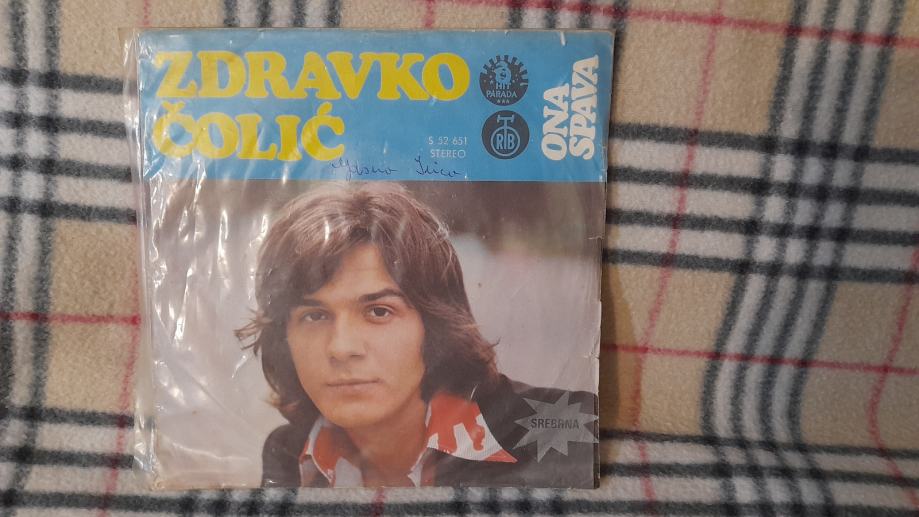 ZDRAVKO
ČOLIĆ
HIT
PARADA
RTB
S 52 651
STEREO
ONA
SPAVA
SREBRNA